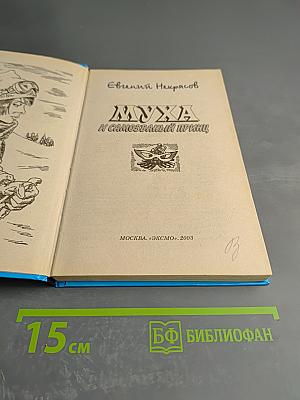 Евгений Некрасов
МУХА
И САМОЗВАНЫЙ ПРИНЦ
МОСКВА. «ЭКСМО». 2003
15 см
БФ БИБЛИОФАН